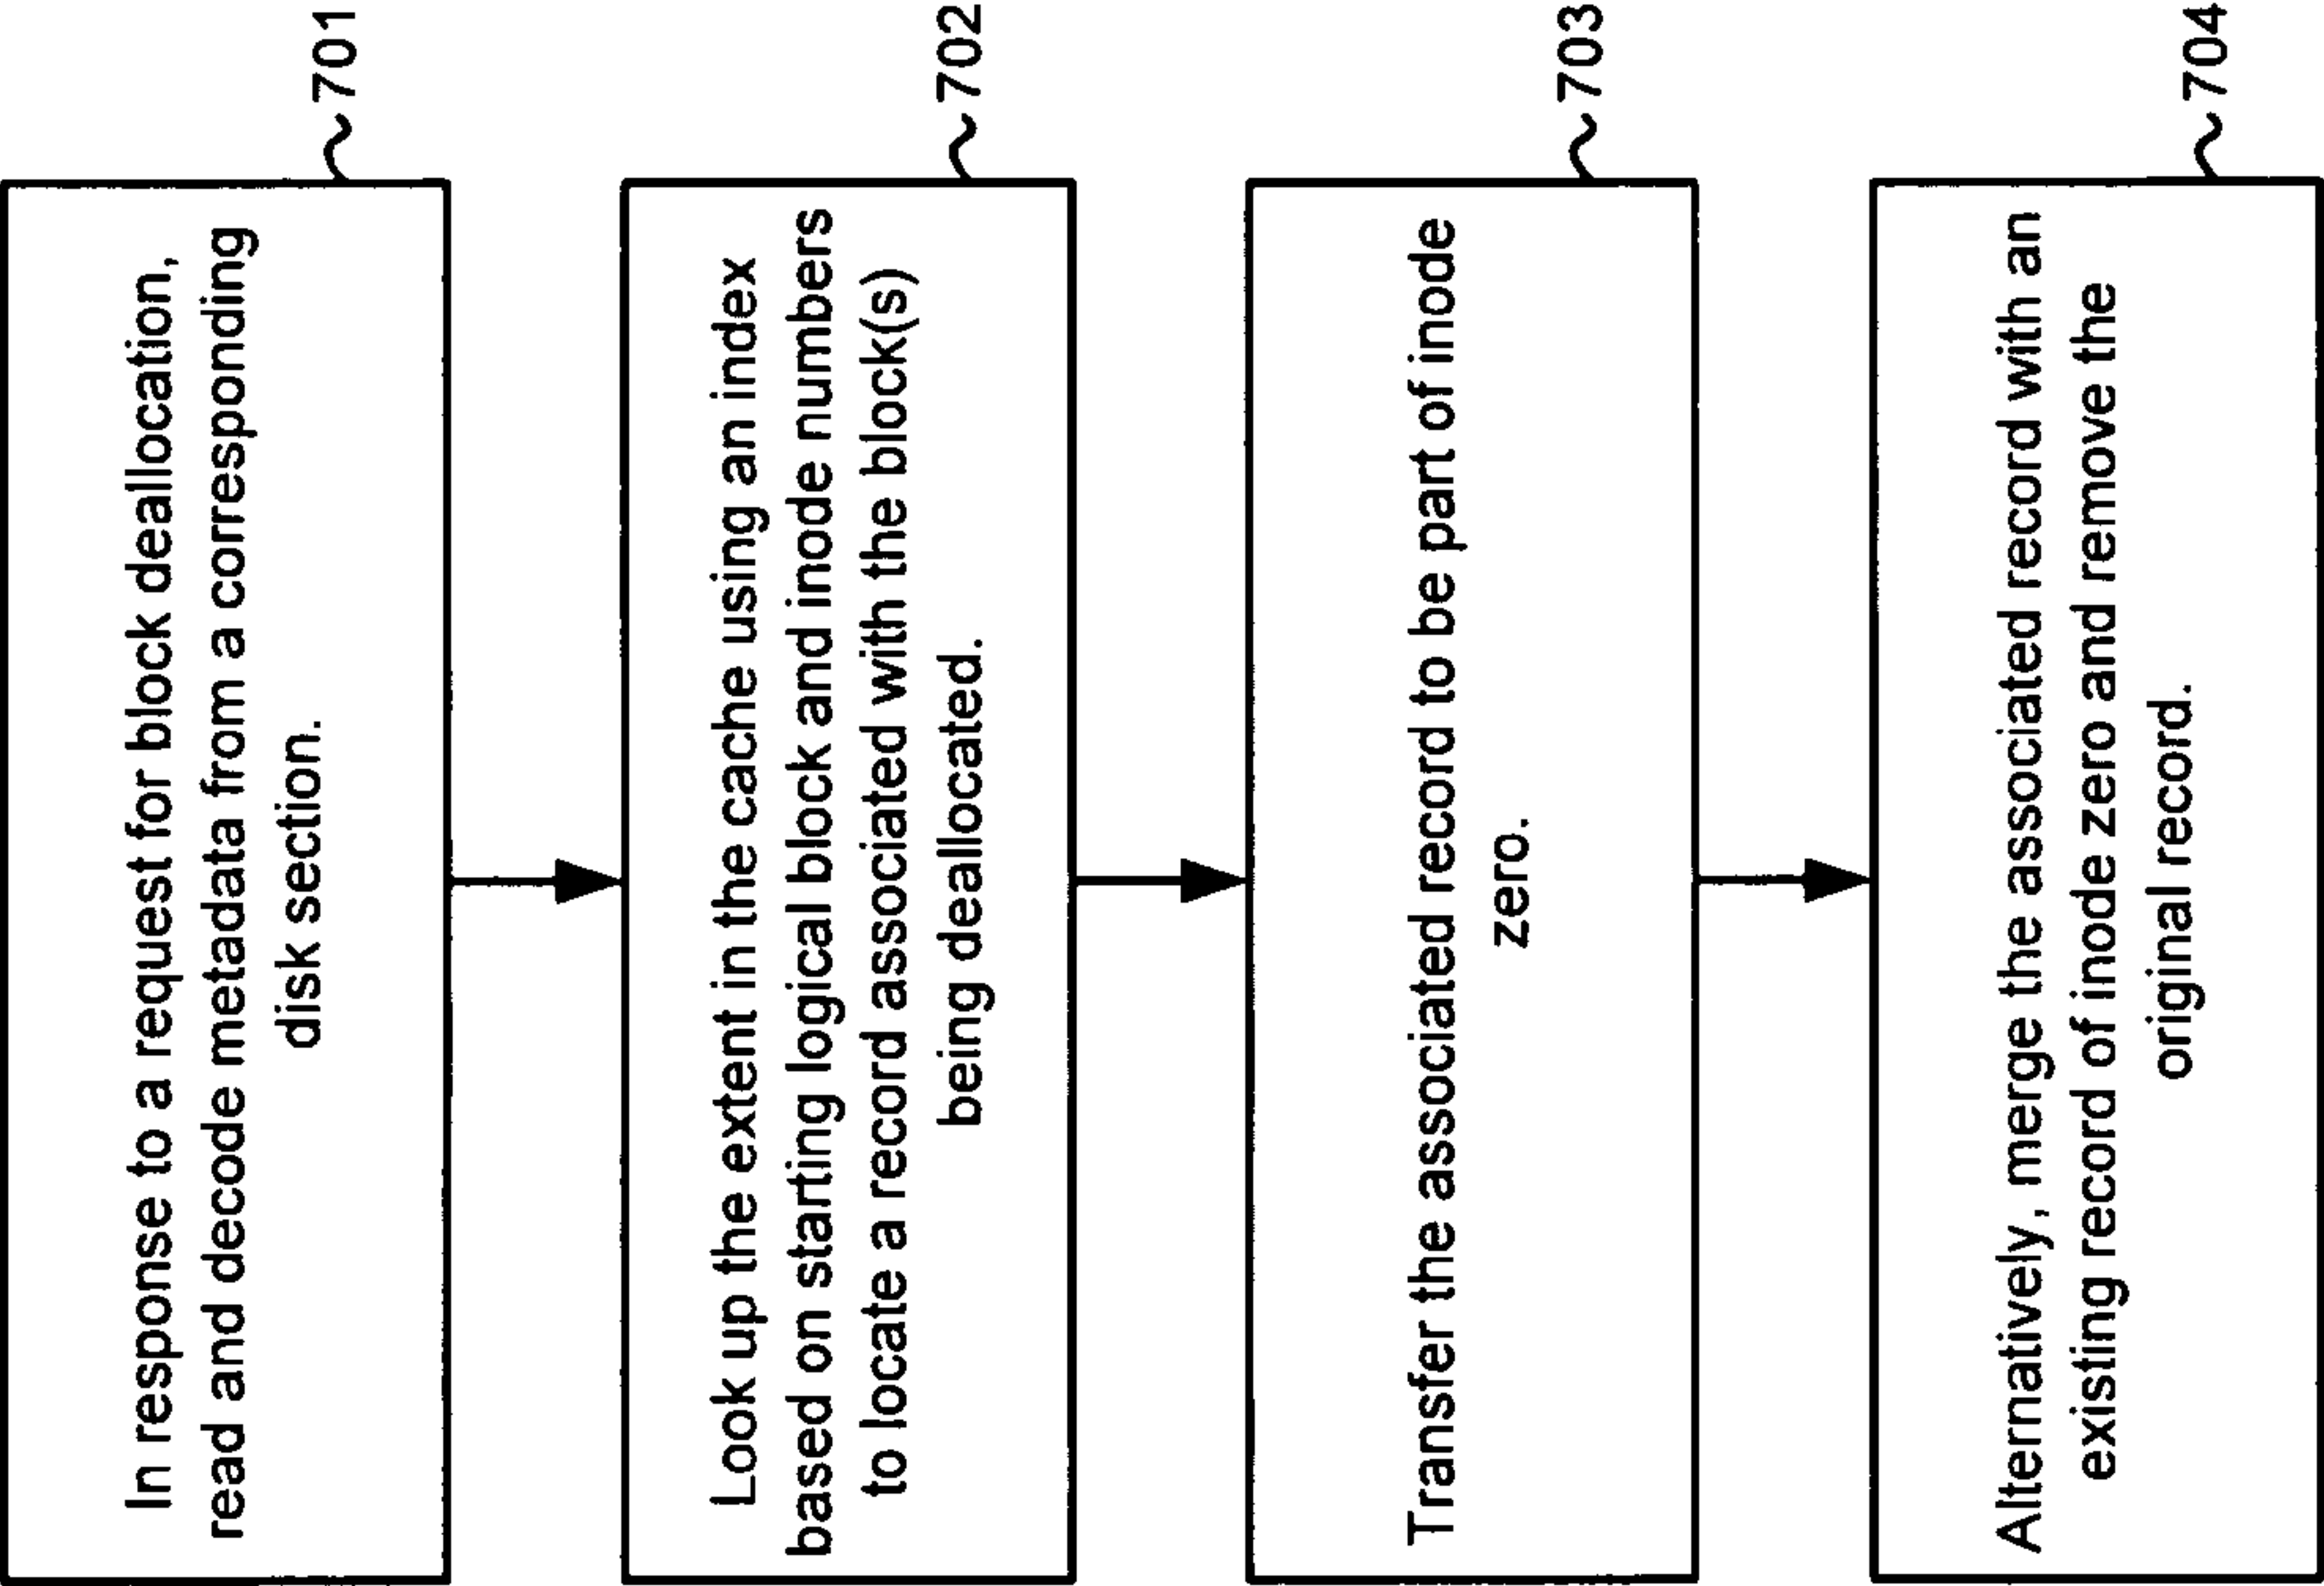 In response to a request for block deallocation,
read and decode metadata from a corresponding
disk section.
701
Look up the extent in the cache using an index
based on starting logical block and inode numbers
to locate a record associated with the block(s)
being deallocated.
702
Transfer the associated record to be part of inode
zero.
703
Alternatively, merge the associated record with an
existing record of inode zero and remove the
original record.
704